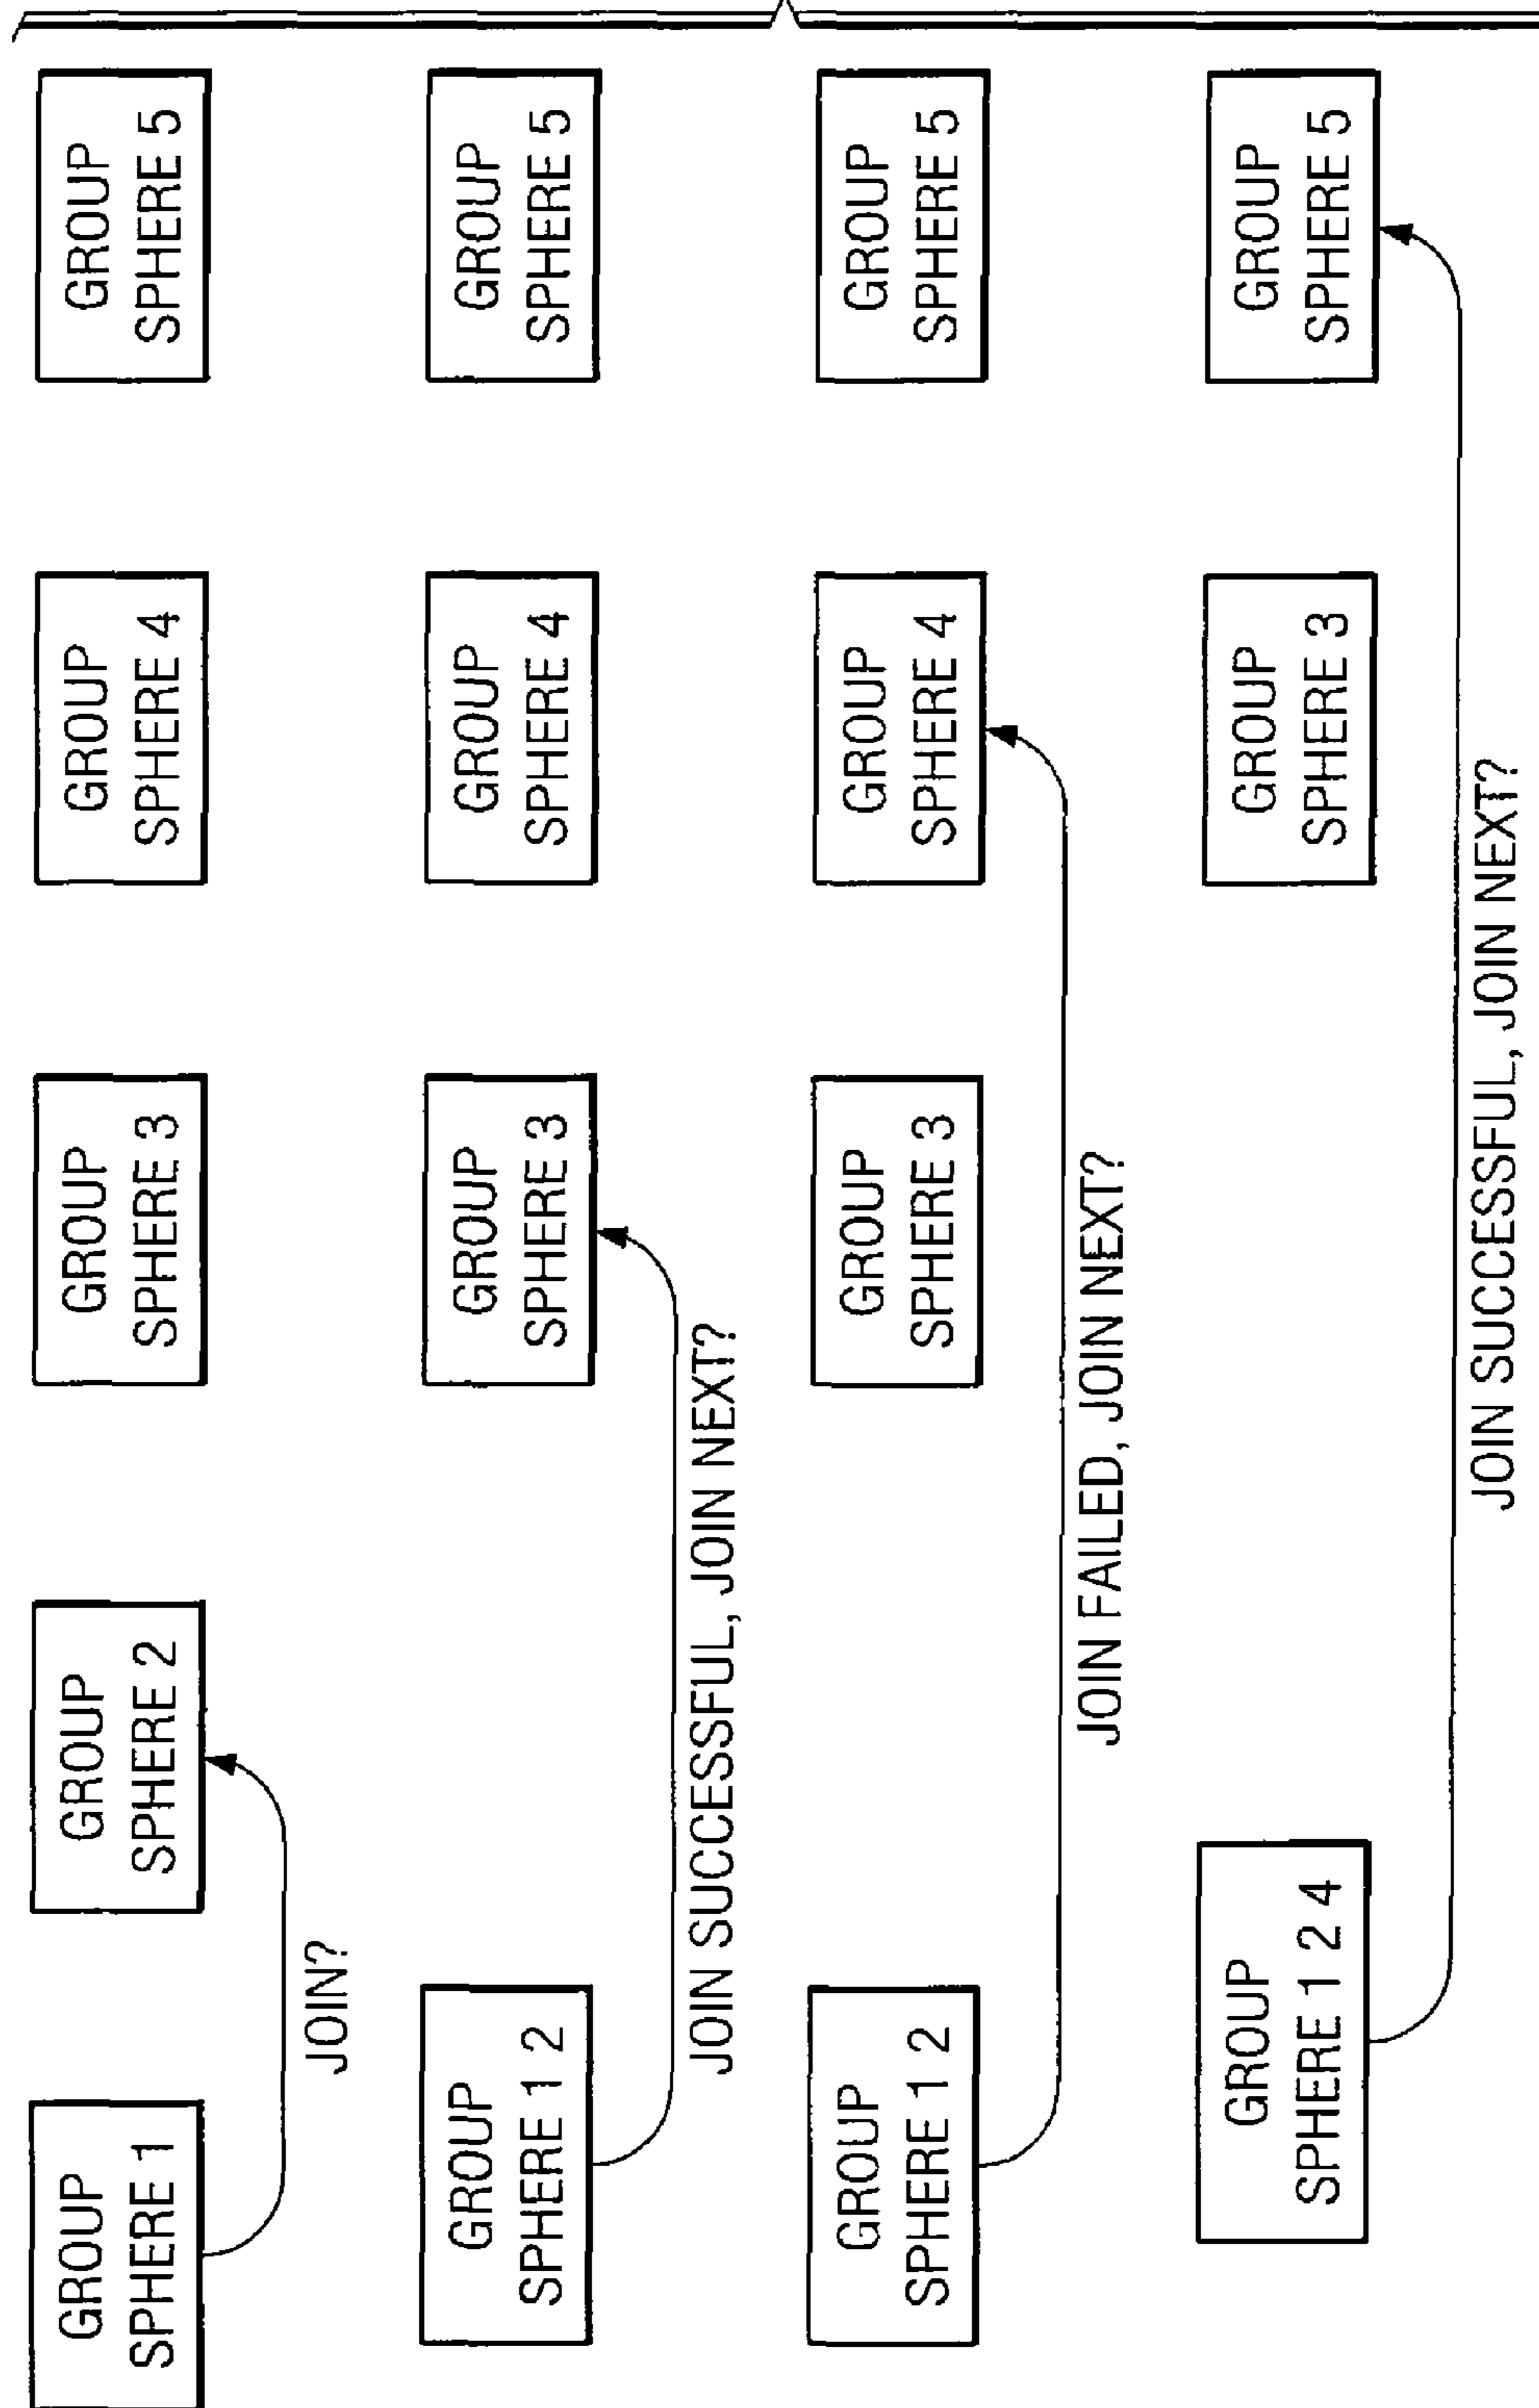 GROUP
SPHERE 1
GROUP
SPHERE 2
GROUP
SPHERE 3
GROUP
SPHERE 4
GROUP
SPHERE 5
JOIN?
GROUP
SPHERE 1 2
GROUP
SPHERE 3
GROUP
SPHERE 4
GROUP
SPHERE 5
JOIN SUCCESSFUL, JOIN NEXT?
GROUP
SPHERE 1 2
GROUP
SPHERE 3
GROUP
SPHERE 4
GROUP
SPHERE 5
JOIN FAILED, JOIN NEXT?
GROUP
SPHERE 1 2 4
GROUP
SPHERE 3
GROUP
SPHERE 5
JOIN SUCCESSFUL, JOIN NEXT?